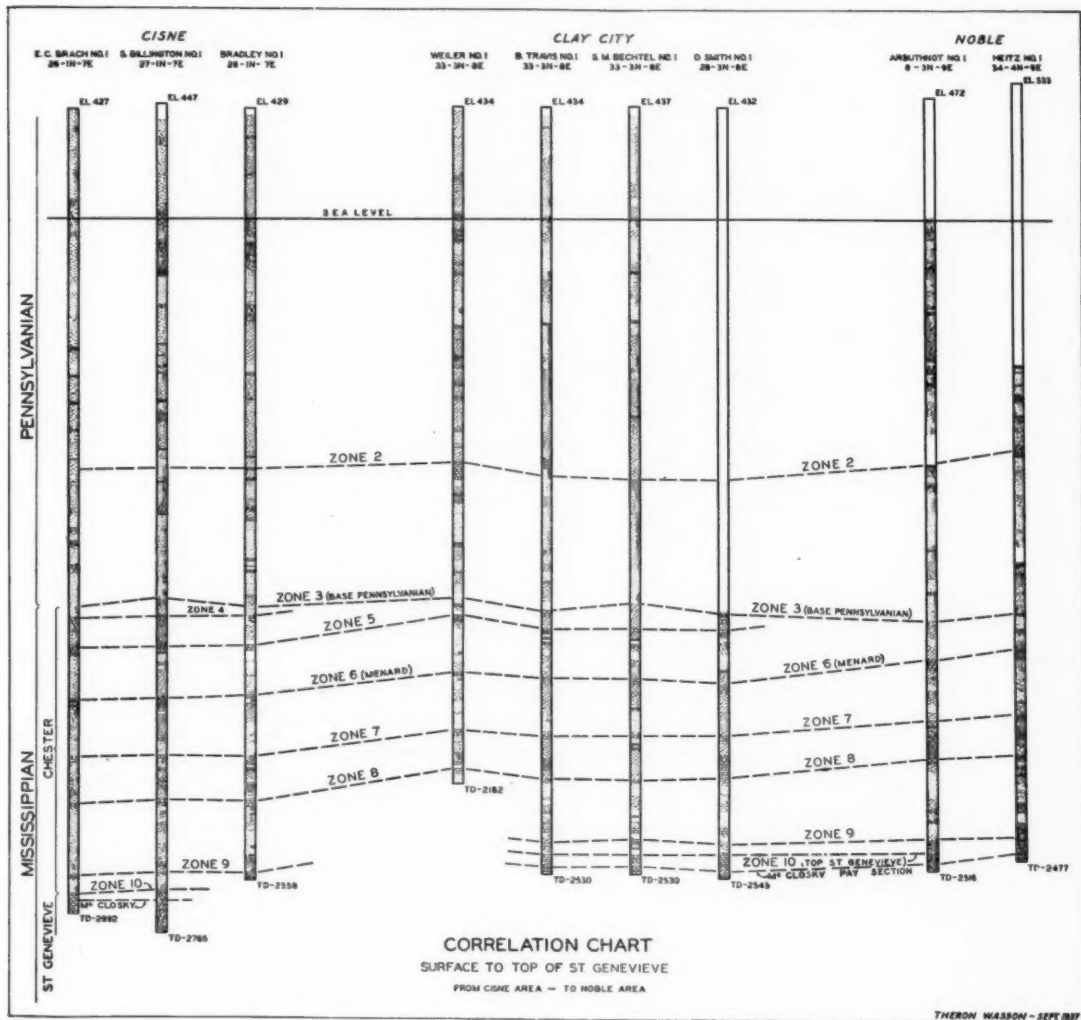 CISNE
CLAY CITY
NOBLE
E. C. BRACH NO.1
26-1N-7E
S. BILLINGTON NO.1
27-1N-7E
BRADLEY NO.1
28-1N-7E
WEILER NO.1
33-3N-8E
B. TRAVIS NO.1
33-3N-8E
S. M. BECHTEL NO.1
33-3N-8E
O. SMITH NO.1
28-3N-8E
ARBUTHNOT NO.1
8-3N-9E
HEITZ NO.1
34-4N-9E
EL 427
EL 447
EL 429
EL 434
EL 434
EL 437
EL 432
EL 472
EL 533
SEA LEVEL
PENNSYLVANIAN
ZONE 2
ZONE 2
ZONE 3 (BASE PENNSYLVANIAN)
ZONE 3 (BASE PENNSYLVANIAN)
ZONE 4
ZONE 5
ZONE 6 (MENARD)
ZONE 6 (MENARD)
ZONE 7
ZONE 7
ZONE 8
ZONE 8
MISSISSIPPIAN
CHESTER
TD-2182
ZONE 9
ZONE 9
ZONE 10
ZONE 10 (TOP ST GENEVIEVE)
Mc CLOSKY PAY SECTION
Mc CLOSKY
TD-2558
TD-2530
TD-2530
TD-2545
TD-2516
TD-2477
TD-2765
ST GENEVIEVE
CORRELATION CHART
SURFACE TO TOP OF ST. GENEVIEVE
FROM CISNE AREA - TO NOBLE AREA
THERON WASSON - SEPT 1937